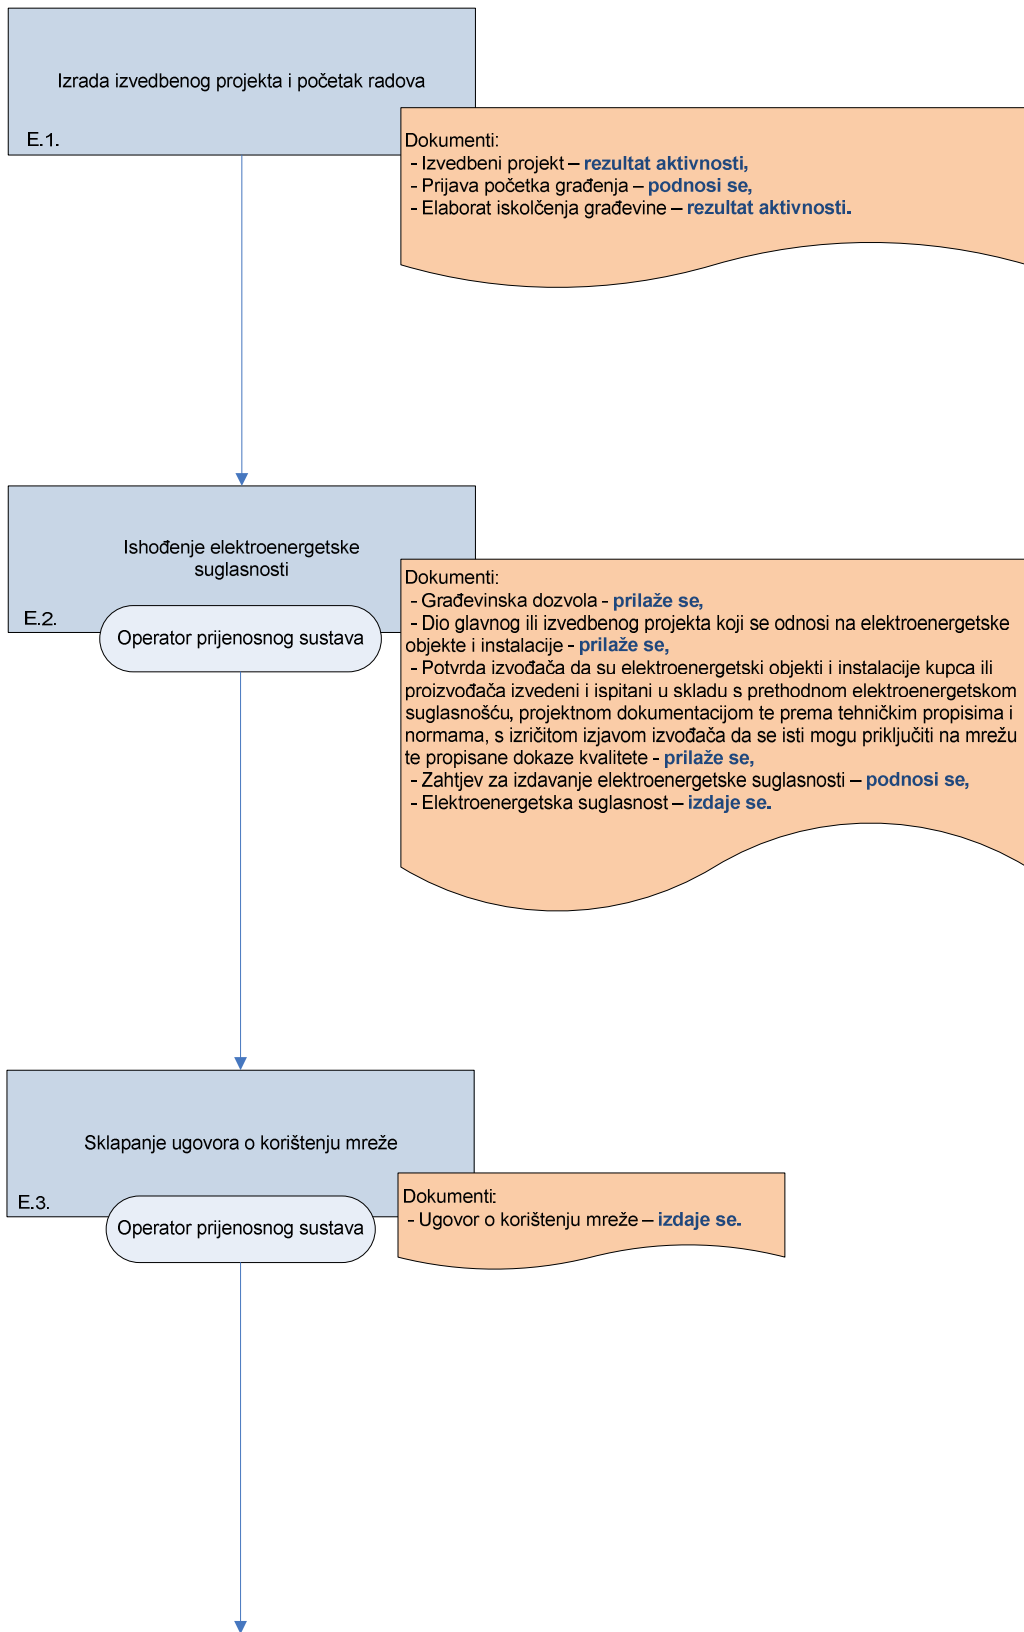 Izrada izvedbenog projekta i početak radova
E.1.
Dokumenti:
- Izvedbeni projekt – rezultat aktivnosti,
- Prijava početka građenja – podnosi se,
- Elaborat iskolčenja građevine – rezultat aktivnosti.
Ishođenje elektroenergetske
suglasnosti
E.2.
Operator prijenosnog sustava
Dokumenti:
- Građevinska dozvola - prilaže se,
- Dio glavnog ili izvedbenog projekta koji se odnosi na elektroenergetske
objekte i instalacije - prilaže se,
- Potvrda izvođača da su elektroenergetski objekti i instalacije kupca ili
proizvođača izvedeni i ispitani u skladu s prethodnom elektroenergetskom
suglasnošću, projektnom dokumentacijom te prema tehničkim propisima i
normama, s izričitom izjavom izvođača da se isti mogu priključiti na mrežu
te propisane dokaze kvalitete - prilaže se,
- Zahtjev za izdavanje elektroenergetske suglasnosti – podnosi se,
- Elektroenergetska suglasnost – izdaje se.
Sklapanje ugovora o korištenju mreže
E.3.
Operator prijenosnog sustava
Dokumenti:
- Ugovor o korištenju mreže – izdaje se.